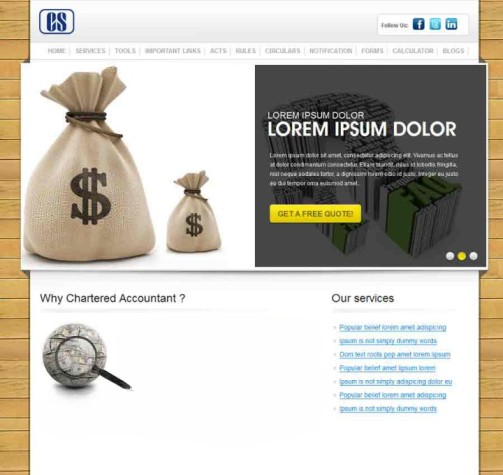 CS
Follow Us:
HOME SERVICES TOOLS IMPORTANT LINKS ACTS RULES CIRCULARS NOTIFICATION FORMS CALCULATOR BLOGS
$
$
LOREM IPSUM DOLOR
LOREM IPSUM DOLOR
Lorem ipsum dolor sit amet, consectetur adipiscing elit. Vivamus ac tellus
at dolor condimentum consectetur. Etiam tincidunt, risus id lobortis, fringilla,
nisi neque sodales tortor, a dignissim lorem odio id justo. Integer eu justo
eu dui tempor urna euismod amet.
GET A FREE QUOTE!
Why Chartered Accountant ?
Our services
Popular belief lorem amet adipiscing
Ipsum is not simply dummy words
Dom text roots pop amet lorem ipsum
Popular belief amet ipsum lorem
Ipsum is not simply adipiscing dolor eu
Popular belief lorem amet adipiscing
Ipsum is not simply dummy words